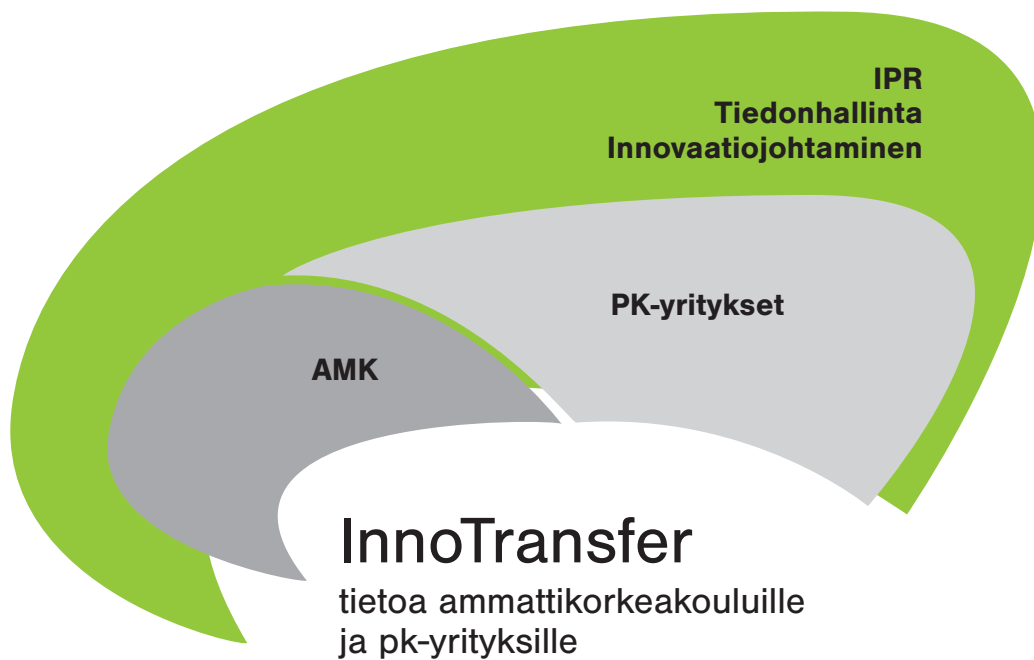 IPR
Tiedonhallinta
Innovaatiojohtaminen
PK-yritykset
AMK
InnoTransfer
tietoa ammattikorkeakouluille
ja pk-yrityksille